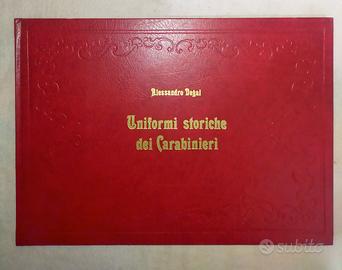 Alessandro Degai
Uniformi storiche
dei Carabinieri
subito